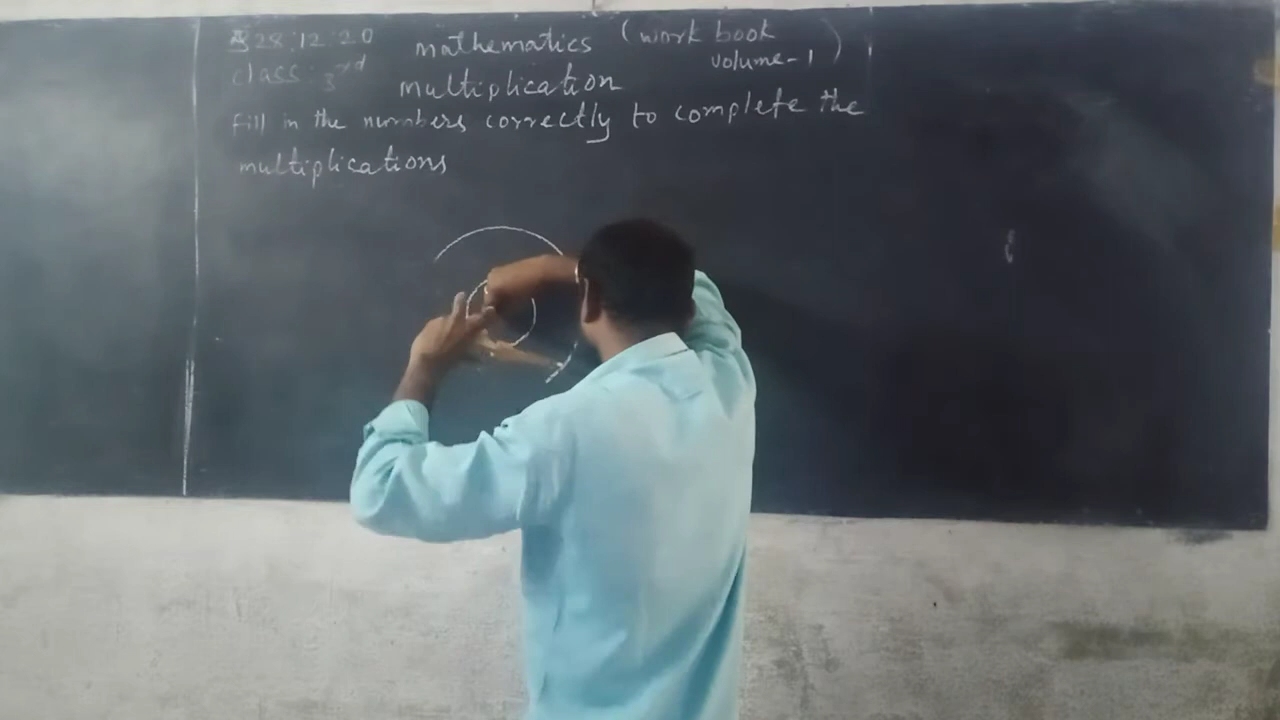 28.12.20 mathematics (work book
volume-1)
class: 3rd multiplication
fill in the numbers correctly to complete the
multiplications